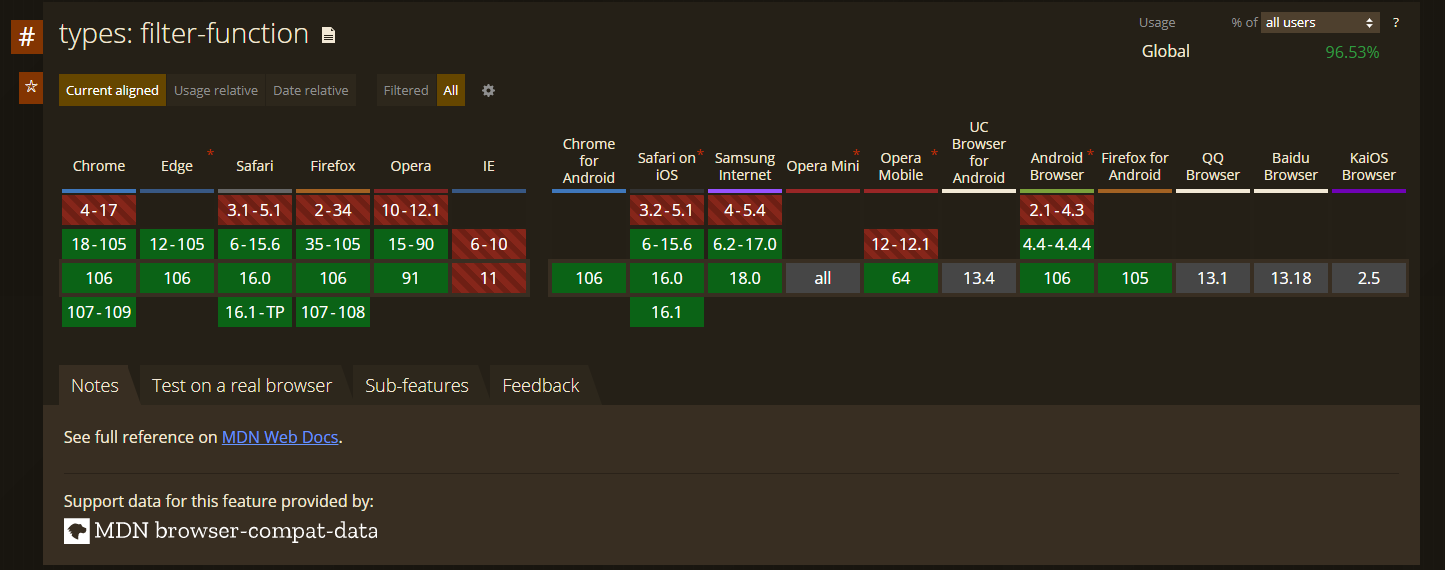 #
types: filter-function
Usage % of all users ?
Global 96.53%
☆
Current aligned Usage relative Date relative Filtered All
Chrome Edge * Safari Firefox Opera IE Chrome for Android Safari on iOS * Samsung Internet Opera Mini * Opera Mobile * UC Browser for Android Android Browser * Firefox for Android QQ Browser Baidu Browser KaiOS Browser
4-17 3.1-5.1 2-34 10-12.1 3.2-5.1 4-5.4 2.1-4.3
18-105 12-105 6-15.6 35-105 15-90 6-10 6-15.6 6.2-17.0 12-12.1 4.4-4.4.4
106 106 16.0 106 91 11 106 16.0 18.0 all 64 13.4 106 105 13.1 13.18 2.5
107-109 16.1-TP 107-108 16.1
Notes Test on a real browser Sub-features Feedback
See full reference on MDN Web Docs.
Support data for this feature provided by:
MDN browser-compat-data